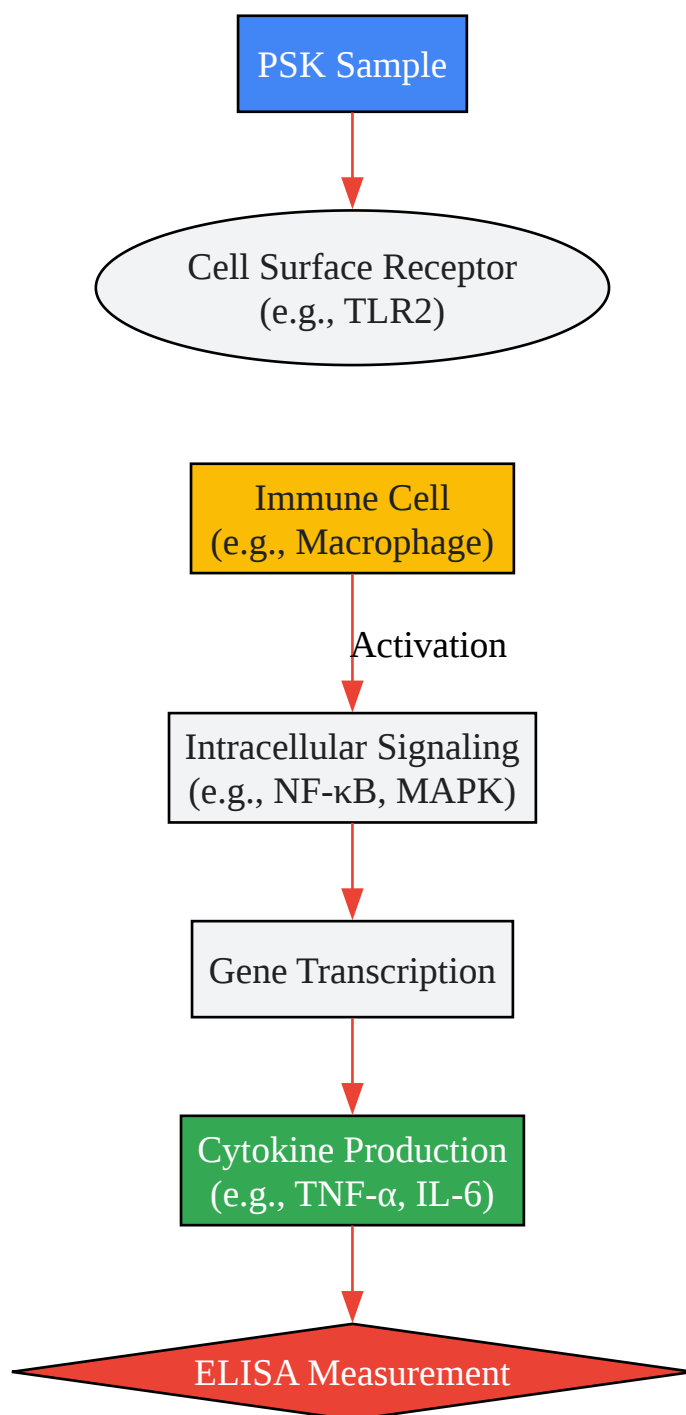 PSK Sample
Cell Surface Receptor
(e.g., TLR2)
Immune Cell
(e.g., Macrophage)
Activation
Intracellular Signaling
(e.g., NF-κB, MAPK)
Gene Transcription
Cytokine Production
(e.g., TNF-α, IL-6)
ELISA Measurement